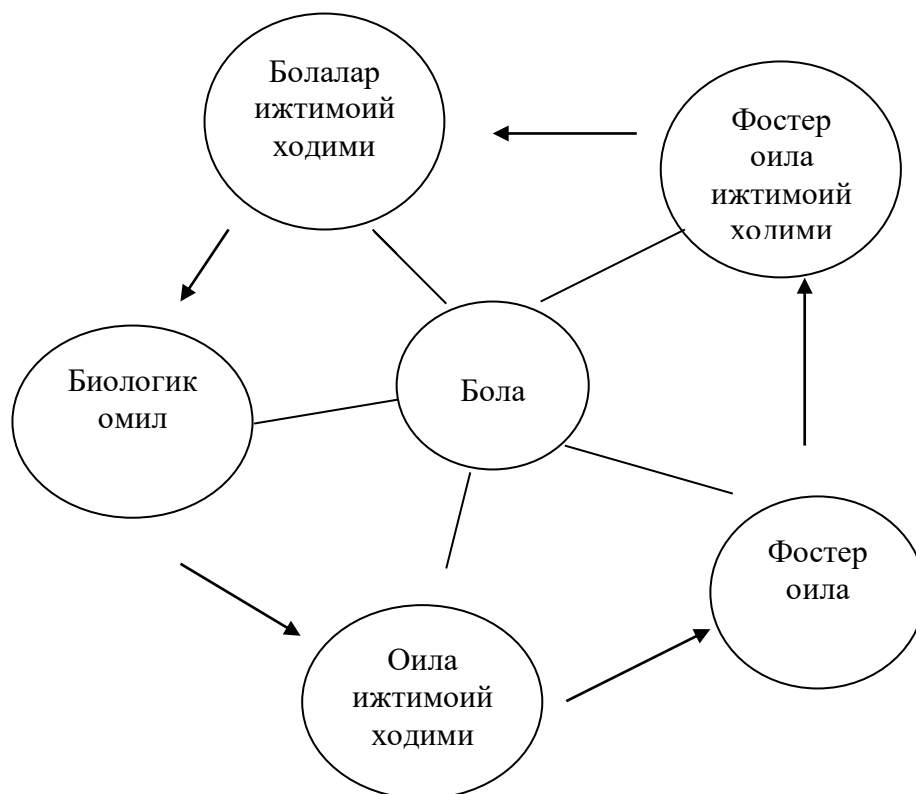 Болалар
ижтимоий
ходими
Фостер
оила
ижтимоий
ходими
Биологик
омил
Бола
Фостер
оила
Оила
ижтимоий
ходими